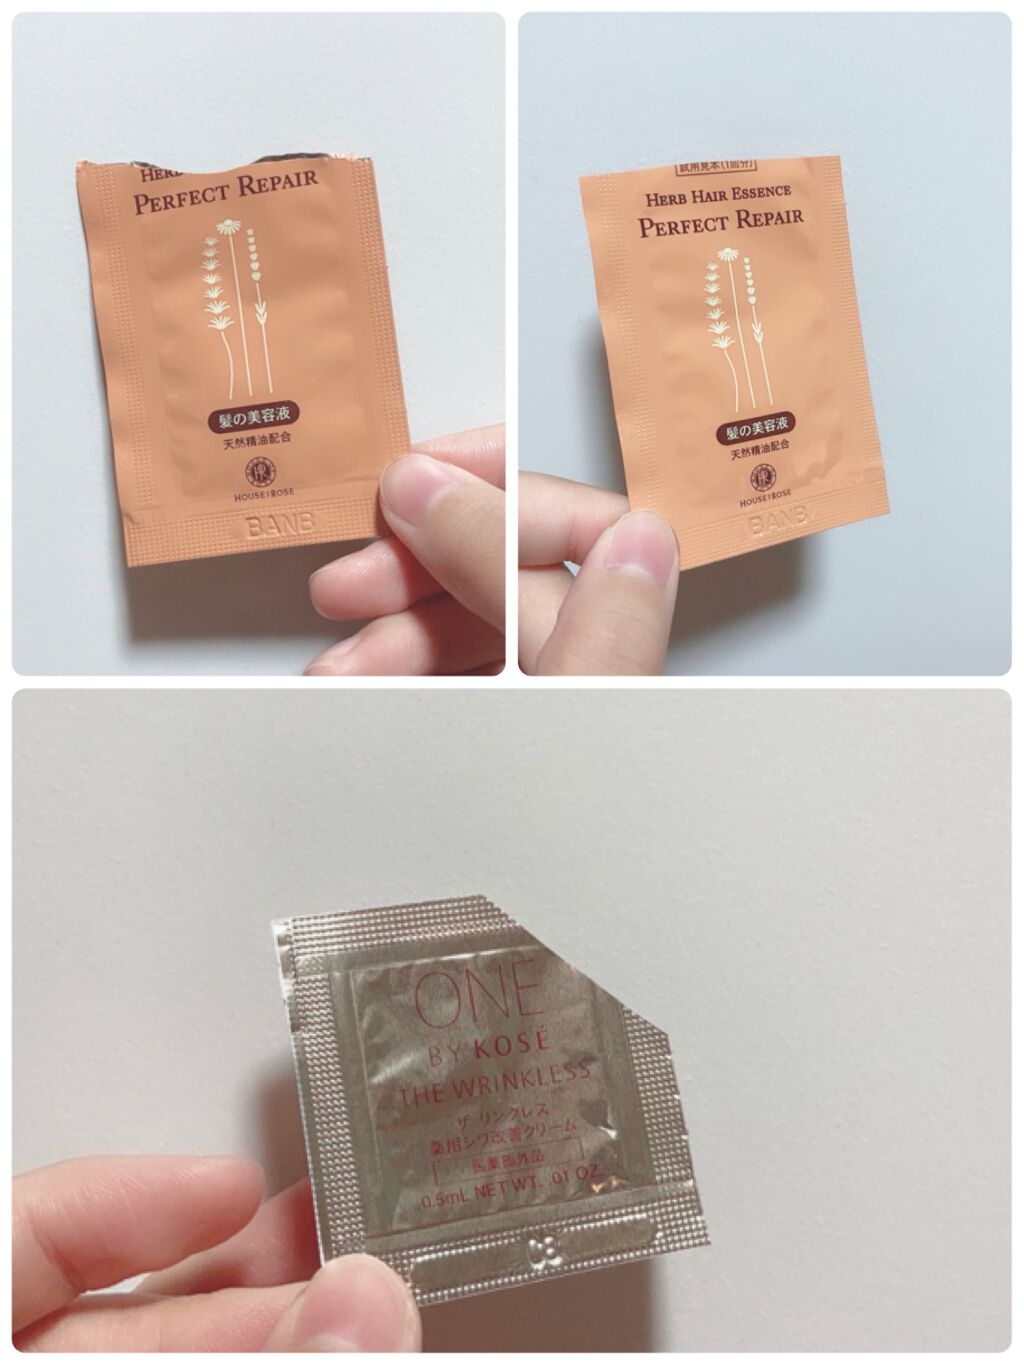 HERB
PERFECT REPAIR
髪の美容液
天然精油配合
HR
HOUSE OF ROSE
BANB
試用見本(1回分)
HERB HAIR ESSENCE
PERFECT REPAIR
髪の美容液
天然精油配合
HR
HOUSE OF ROSE
BANB
ONE
BY KOSÉ
THE WRINKLESS
ザ リンクレス
薬用シワ改善クリーム
医薬部外品
0.5mL NET WT. .01 OZ.